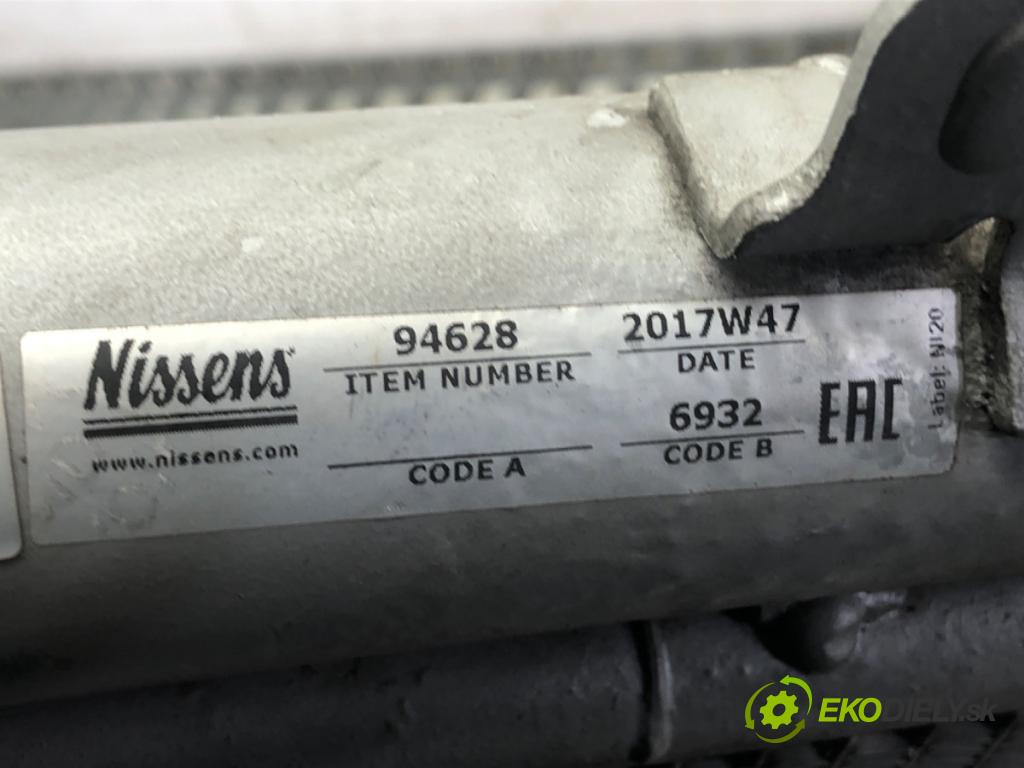 Nissens
www.nissens.com
94628
ITEM NUMBER
CODE A
2017W47
DATE
6932
CODE B
EAC
Label: NI20
EKODIELY.sk